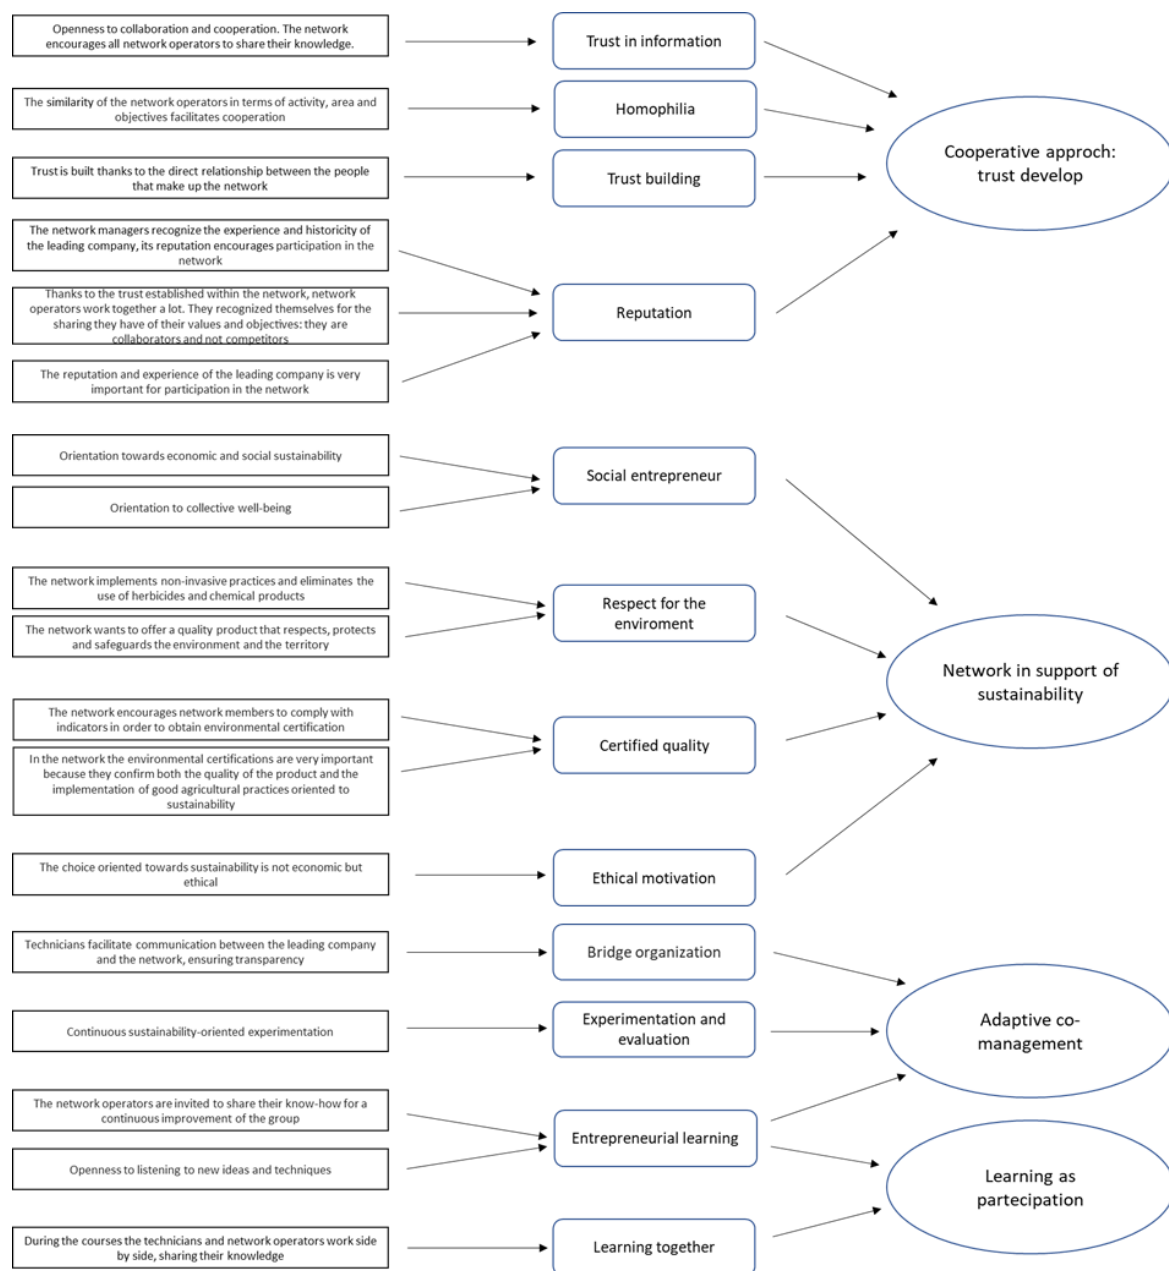 Openness to collaboration and cooperation. The network
encourages all network operators to share their knowledge.
Trust in information
The similarity of the network operators in terms of activity, area and
objectives facilitates cooperation
Homophilia
Cooperative approch:
trust develop
Trust is built thanks to the direct relationship between the people
that make up the network
Trust building
The network managers recognize the experience and historicity of
the leading company, its reputation encourages participation in the
network
Thanks to the trust established within the network, network
operators work together a lot. They recognized themselves for the
sharing they have of their values and objectives: they are
collaborators and not competitors
Reputation
The reputation and experience of the leading company is very
important for participation in the network
Orientation towards economic and social sustainability
Social entrepreneur
Orientation to collective well-being
The network implements non-invasive practices and eliminates the
use of herbicides and chemical products
Respect for the
enviroment
The network wants to offer a quality product that respects, protects
and safeguards the environment and the territory
Network in support of
sustainability
The network encourages network members to comply with
indicators in order to obtain environmental certification
Certified quality
In the network the environmental certifications are very important
because they confirm both the quality of the product and the
implementation of good agricultural practices oriented to
sustainability
The choice oriented towards sustainability is not economic but
ethical
Ethical motivation
Technicians facilitate communication between the leading company
and the network, ensuring transparency
Bridge organization
Continuous sustainability-oriented experimentation
Experimentation and
evaluation
Adaptive co-
management
The network operators are invited to share their know-how for a
continuous improvement of the group
Entrepreneurial learning
Openness to listening to new ideas and techniques
Learning as
partecipation
During the courses the technicians and network operators work side
by side, sharing their knowledge
Learning together